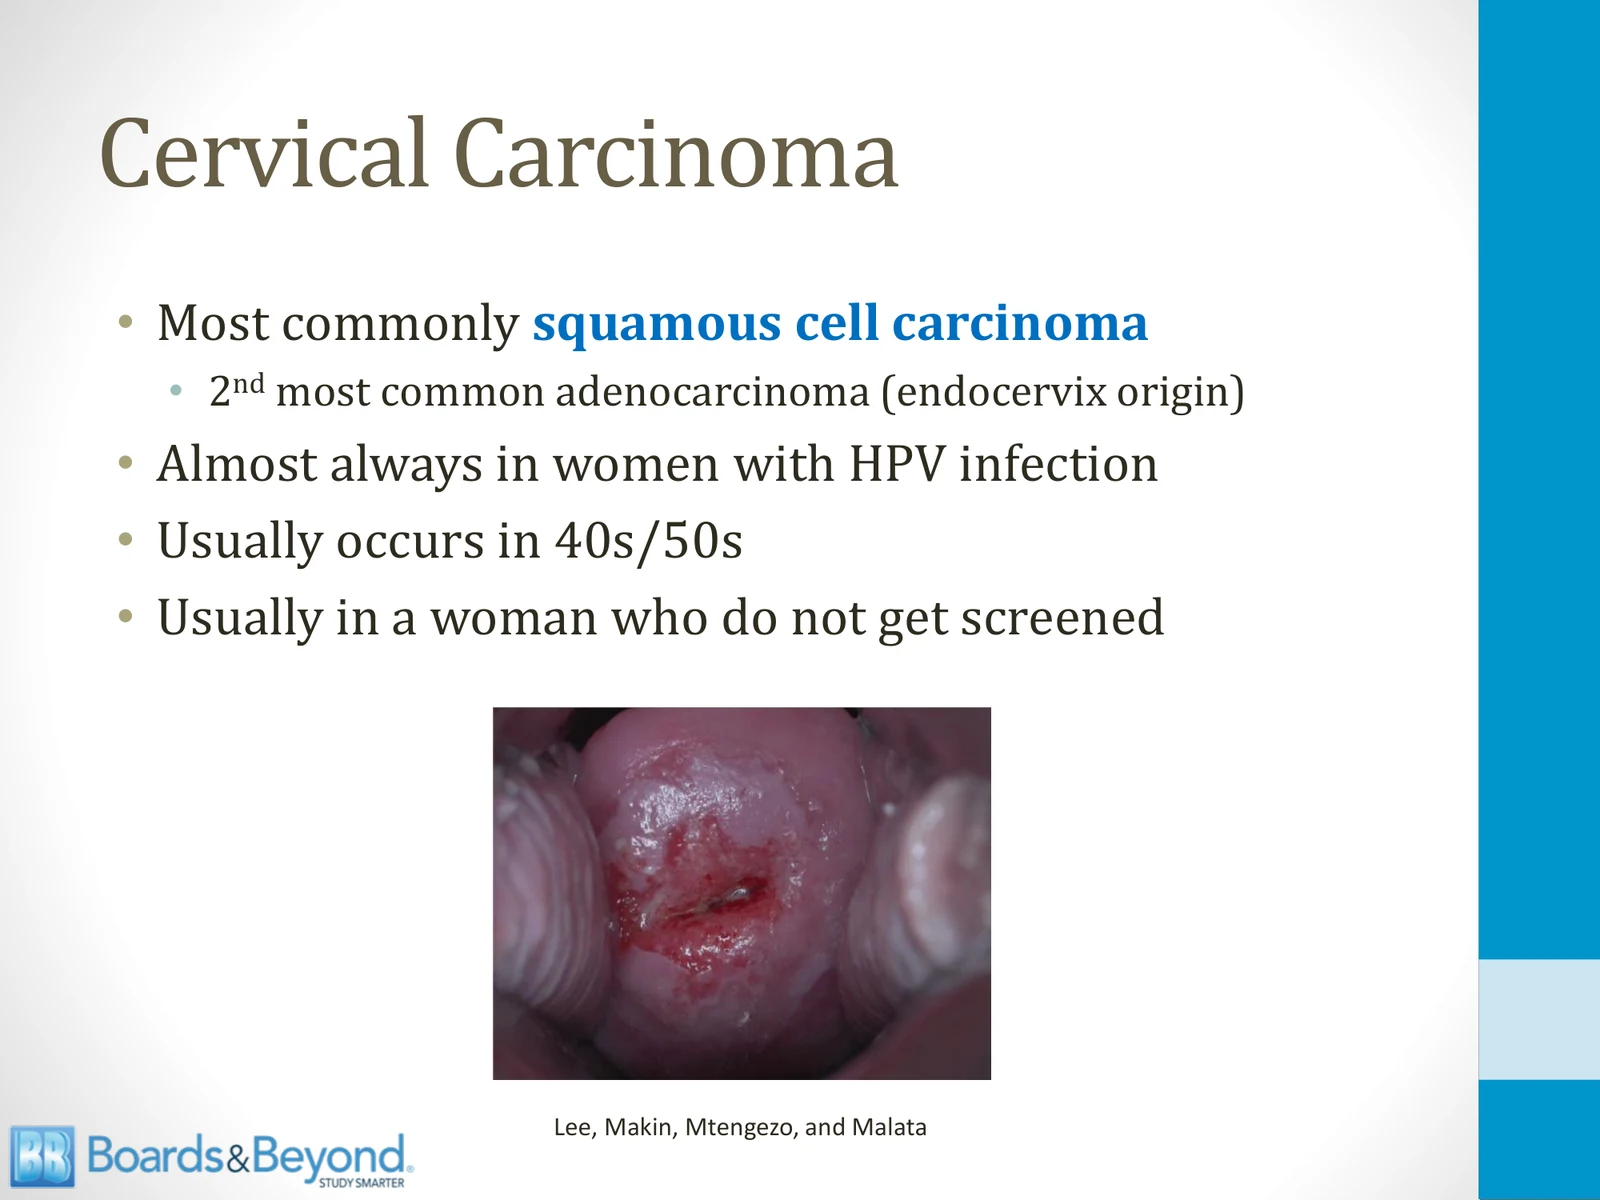 Cervical Carcinoma
• Most commonly squamous cell carcinoma
• 2nd most common adenocarcinoma (endocervix origin)
• Almost always in women with HPV infection
• Usually occurs in 40s/50s
• Usually in a woman who do not get screened
Lee, Makin, Mtengezo, and Malata
BB Boards&Beyond®
STUDY SMARTER